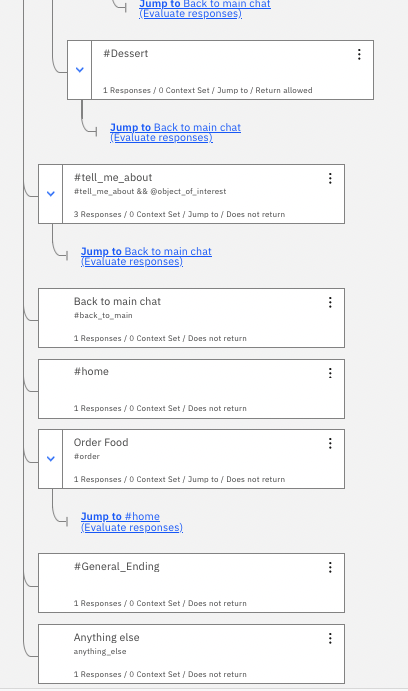 Jump to Back to main chat
(Evaluate responses)
#Dessert
1 Responses / 0 Context Set / Jump to / Return allowed
Jump to Back to main chat
(Evaluate responses)
#tell_me_about
#tell_me_about && @object_of_interest
3 Responses / 0 Context Set / Jump to / Does not return
Jump to Back to main chat
(Evaluate responses)
Back to main chat
#back_to_main
1 Responses / 0 Context Set / Does not return
#home
1 Responses / 0 Context Set / Does not return
Order Food
#order
1 Responses / 0 Context Set / Jump to / Does not return
Jump to #home
(Evaluate responses)
#General_Ending
1 Responses / 0 Context Set / Does not return
Anything else
anything_else
1 Responses / 0 Context Set / Does not return